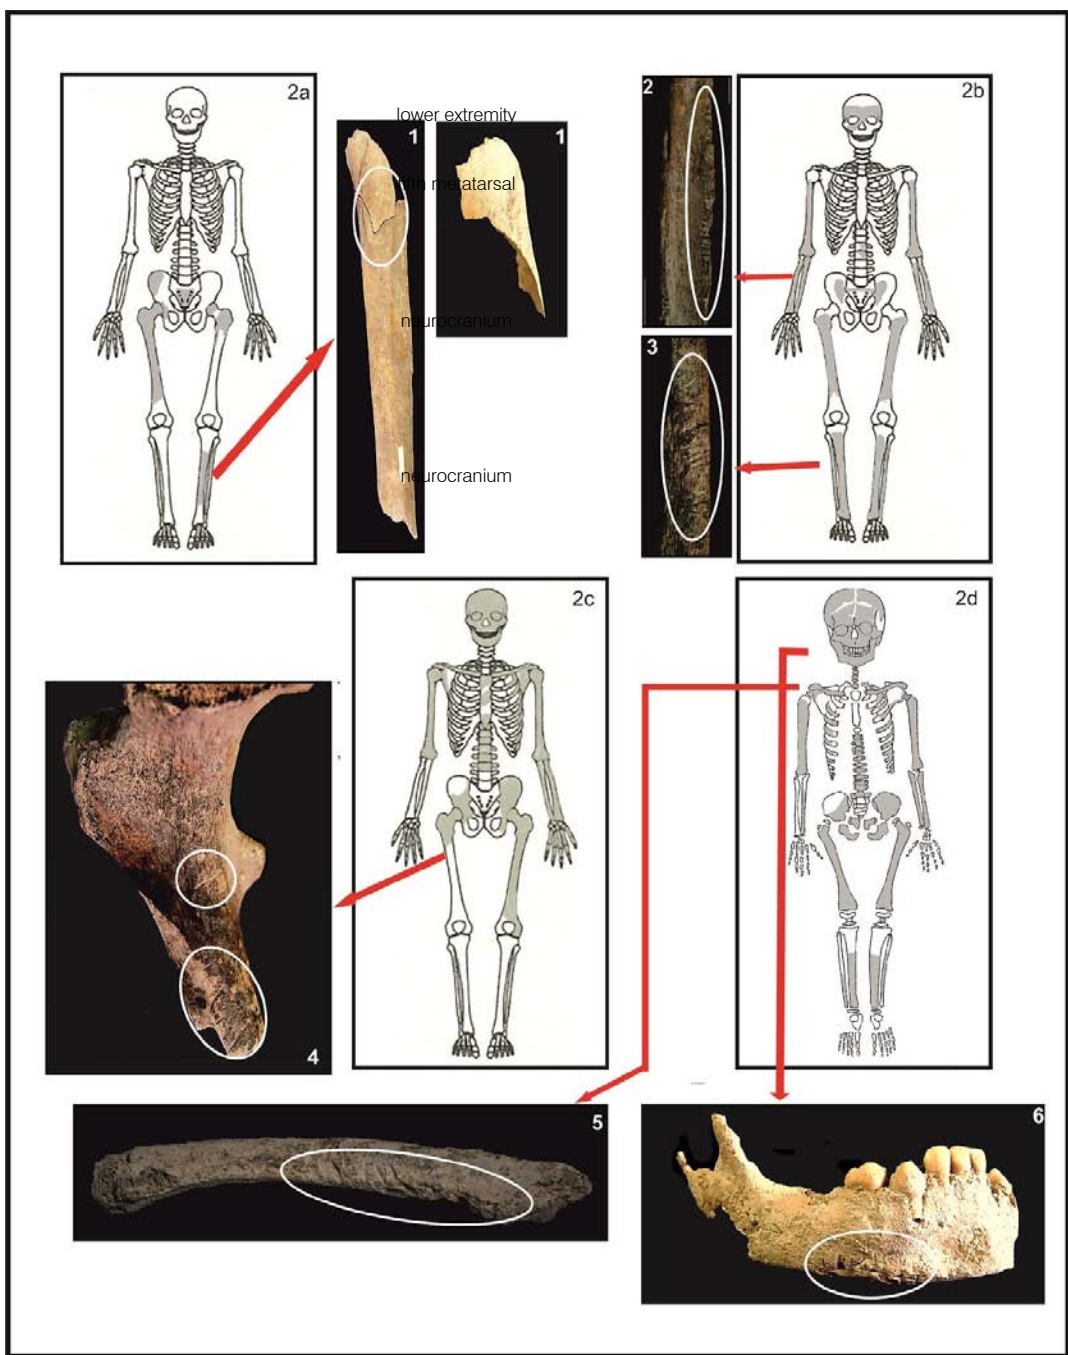 2a
lower extremity
1
1
fifth metatarsal
neurocranium
neurocranium
2
2b
3
2c
2d
4
5
6